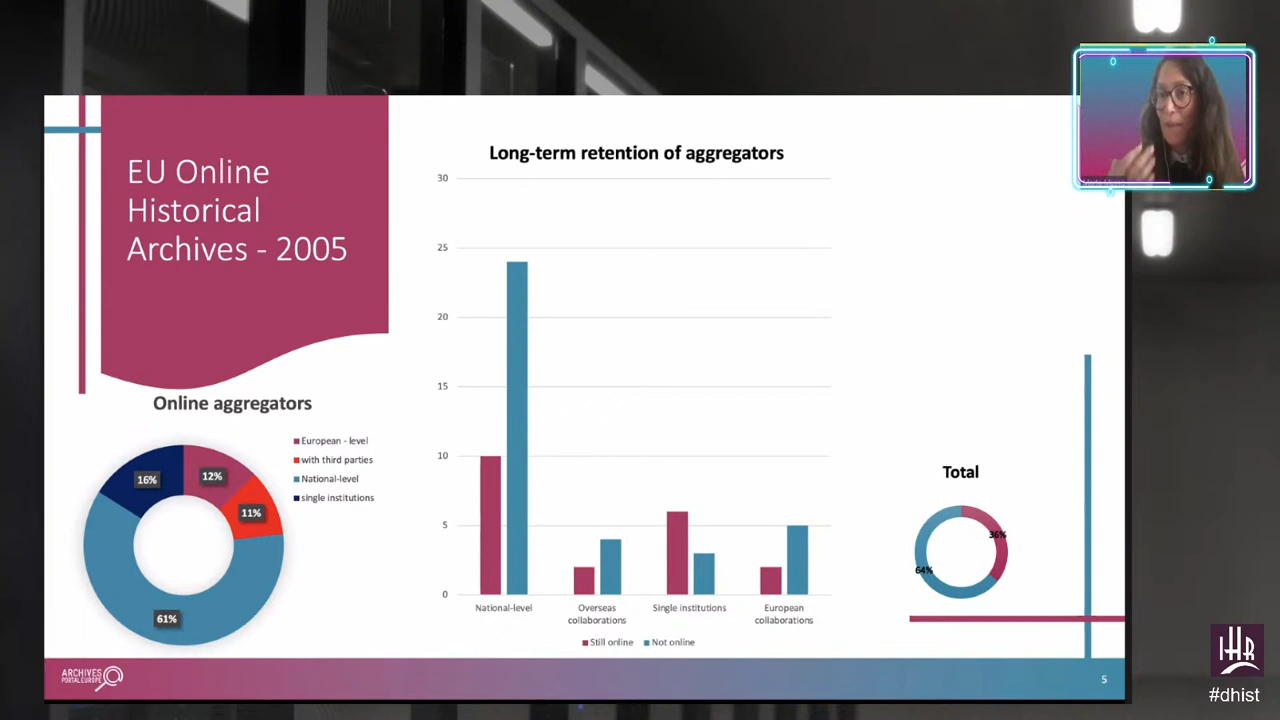 EU Online
Historical
Archives - 2005
Long-term retention of aggregators
30
25
20
15
10
5
0
National-level
Overseas
collaborations
Single institutions
European
collaborations
Still online
Not online
Online aggregators
European - level
with third parties
National-level
single institutions
16%
12%
11%
61%
Total
36%
64%
ARCHIVES
PORTAL EUROPE
5
IHR
#dhist